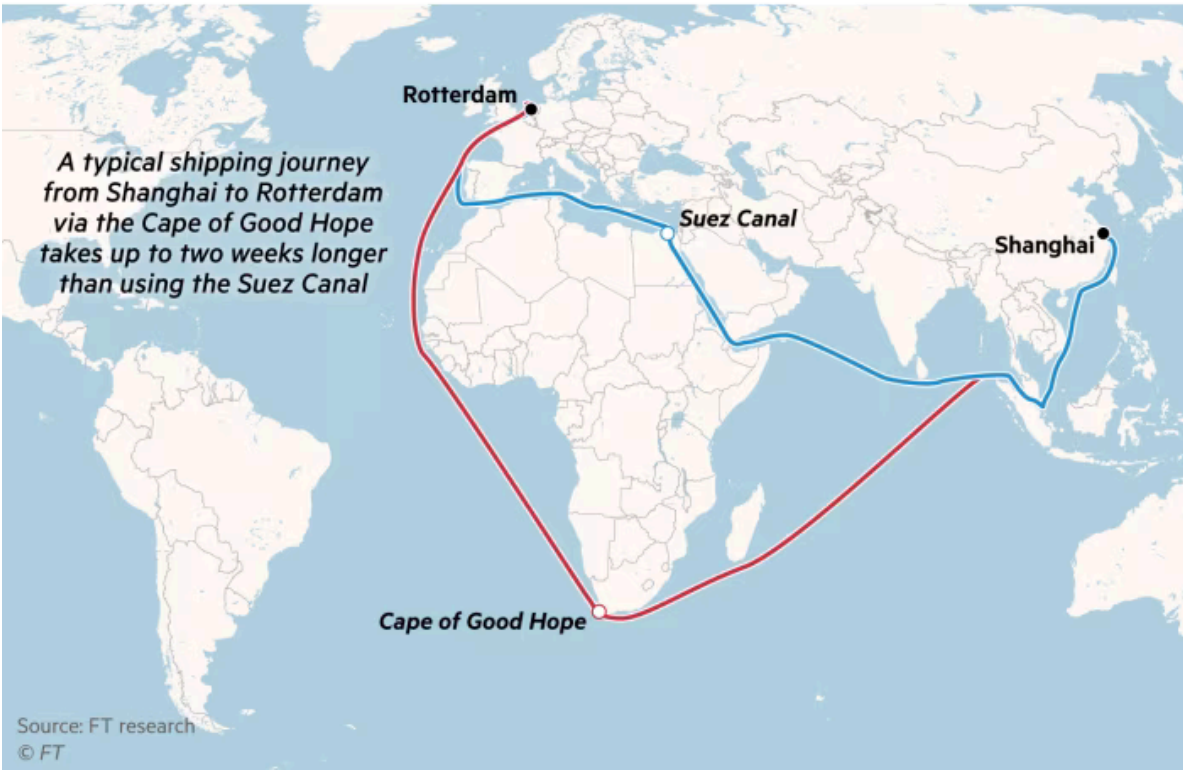 Rotterdam
A typical shipping journey
from Shanghai to Rotterdam
via the Cape of Good Hope
takes up to two weeks longer
than using the Suez Canal
Suez Canal
Shanghai
Cape of Good Hope
Source: FT research
© FT